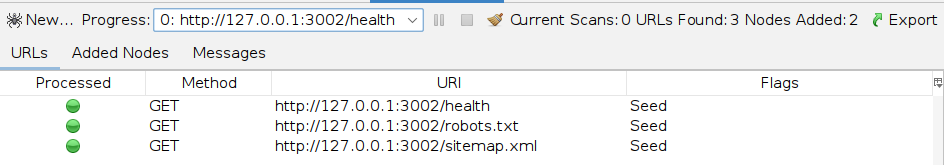 New... Progress: 0: http://127.0.0.1:3002/health Current Scans: 0 URLs Found: 3 Nodes Added: 2 Export
URLs Added Nodes Messages
Processed Method URI Flags
GET http://127.0.0.1:3002/health Seed
GET http://127.0.0.1:3002/robots.txt Seed
GET http://127.0.0.1:3002/sitemap.xml Seed